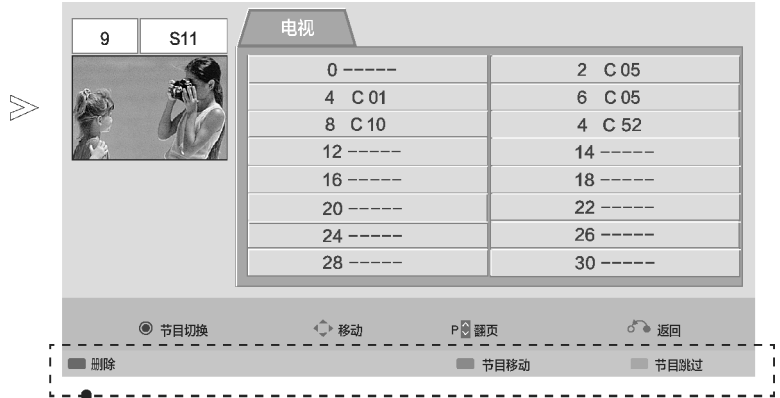 9 S11
电视
0 ----- 2 C 05
4 C 01 6 C 05
8 C 10 4 C 52
12 ----- 14 -----
16 ----- 18 -----
20 ----- 22 -----
24 ----- 26 -----
28 ----- 30 -----
节目切换 移动 P 翻页 返回
删除 节目移动 节目跳过